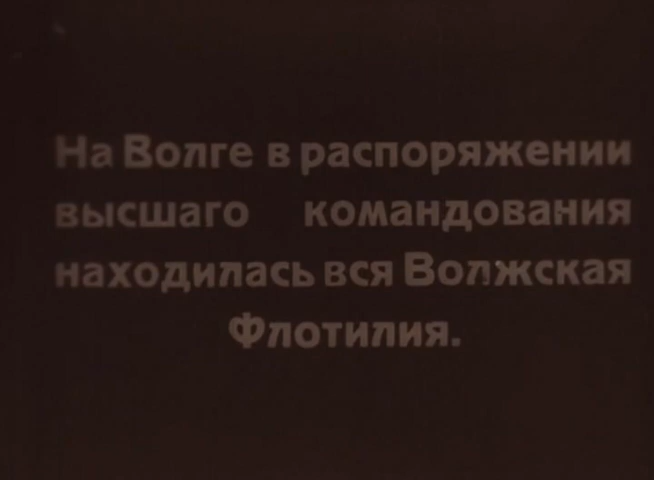 На Волге в распоряжении
высшаго командования
находилась вся Волжская
Флотилия.